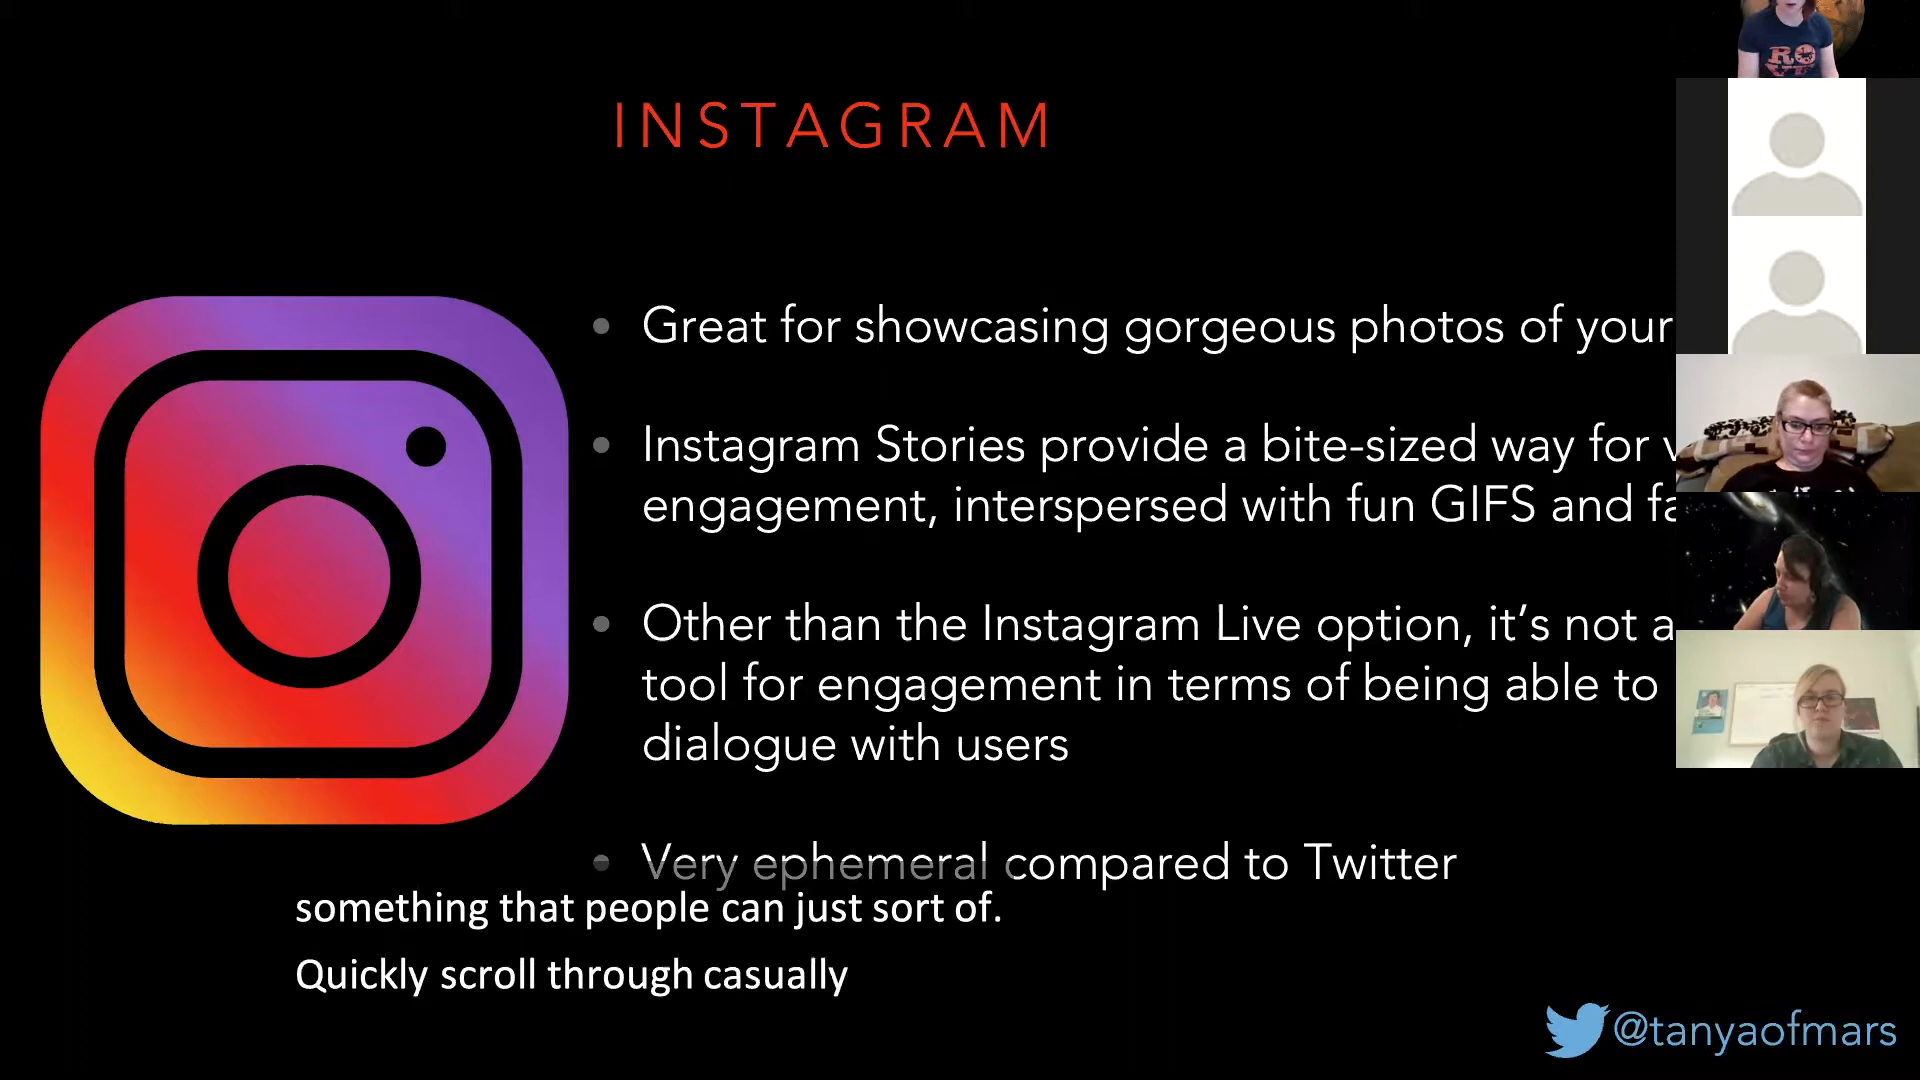 INSTAGRAM
Great for showcasing gorgeous photos of your
Instagram Stories provide a bite-sized way for
engagement, interspersed with fun GIFS and
Other than the Instagram Live option, it's not a
tool for engagement in terms of being able to
dialogue with users
Very ephemeral compared to Twitter
something that people can just sort of.
Quickly scroll through casually
@tanyaofmars
RO